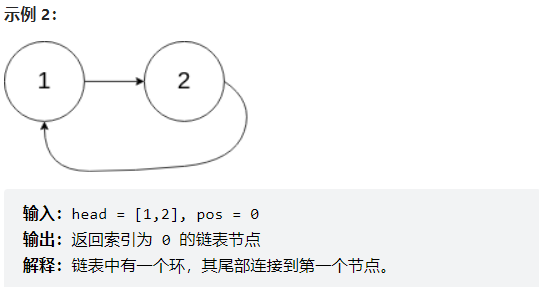 示例 2：
1 2
输入：head = [1,2], pos = 0
输出：返回索引为 0 的链表节点
解释：链表中有一个环，其尾部连接到第一个节点。